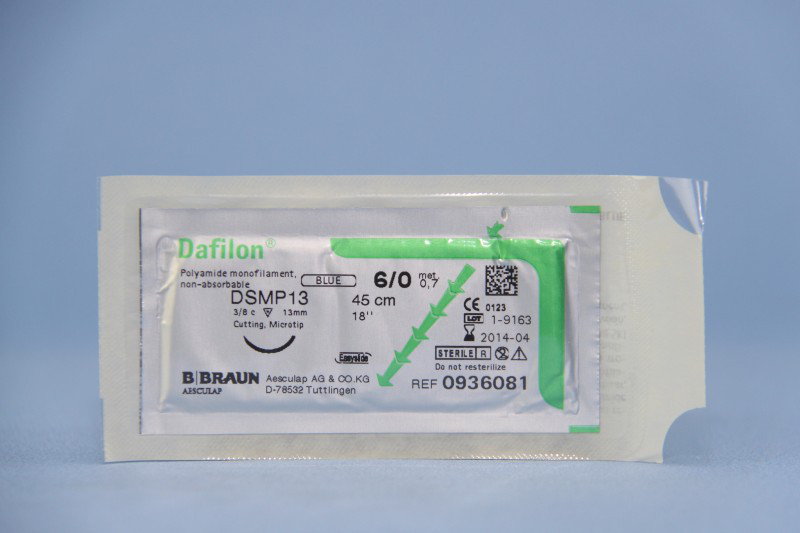 Dafilon®
Polyamide monofilament,
non-absorbable
BLUE
6/0 met 0,7
DSMP13
45 cm
3/8 c 13mm
18''
Cutting, Microtip
Easyslide
CE 0123
LOT 1-9163
2014-04
STERILE R 2
Do not resterilize
REF 0936081
B|BRAUN
AESCULAP
Aesculap AG & CO.KG
D-78532 Tuttlingen